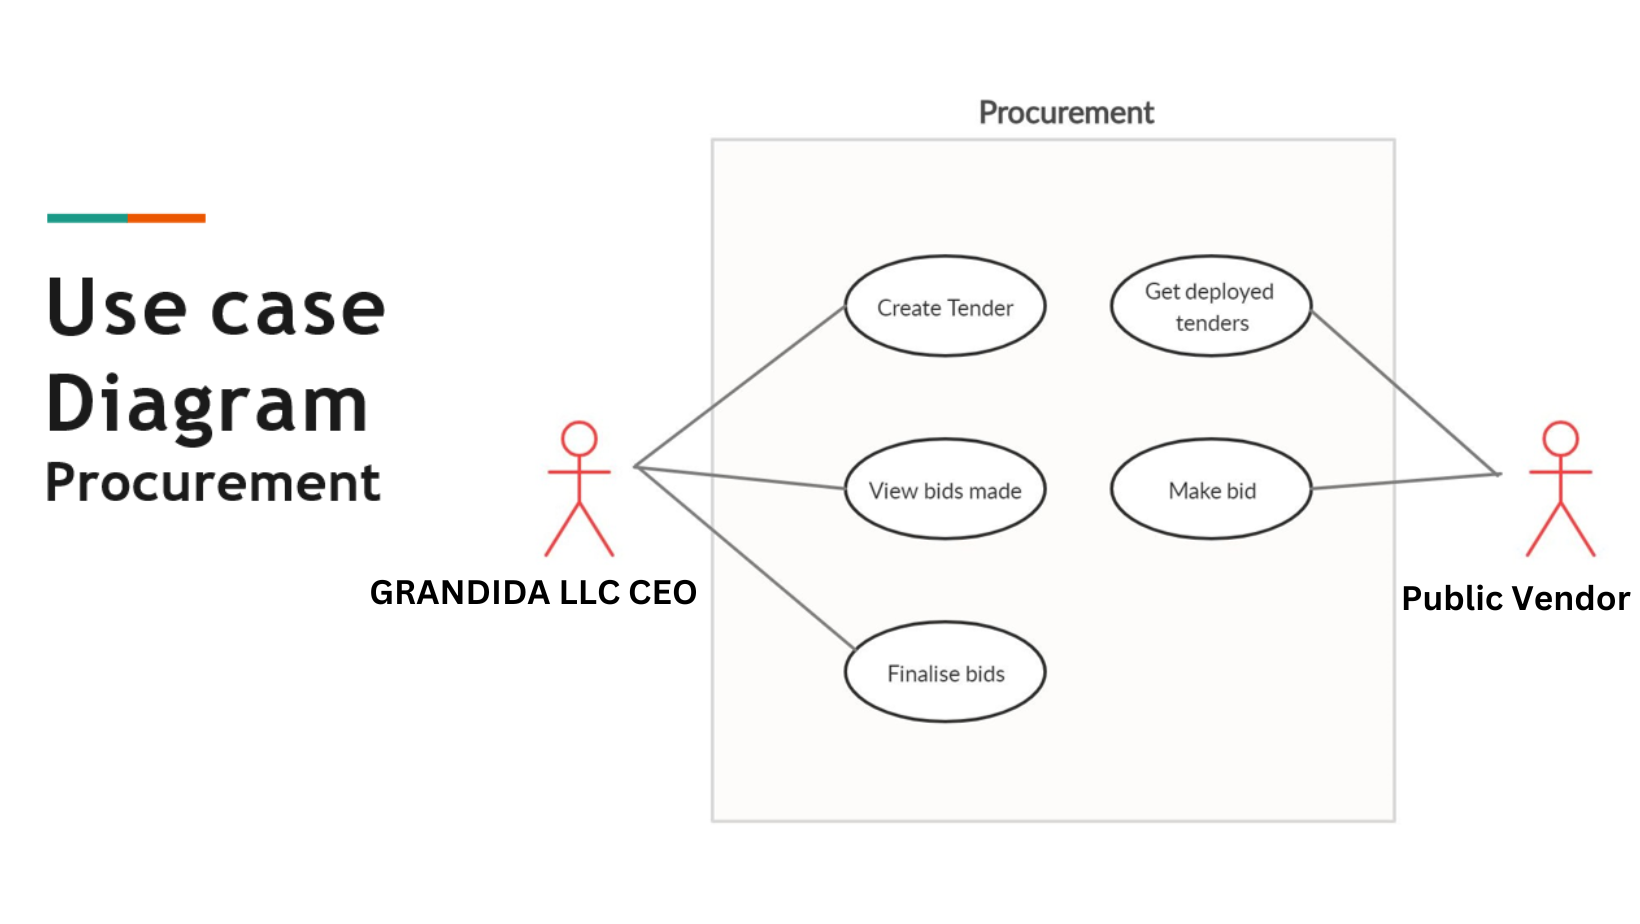 Use case
Diagram
Procurement
Procurement
Create Tender
Get deployed
tenders
View bids made
Make bid
Finalise bids
GRANDIDA LLC CEO
Public Vendor